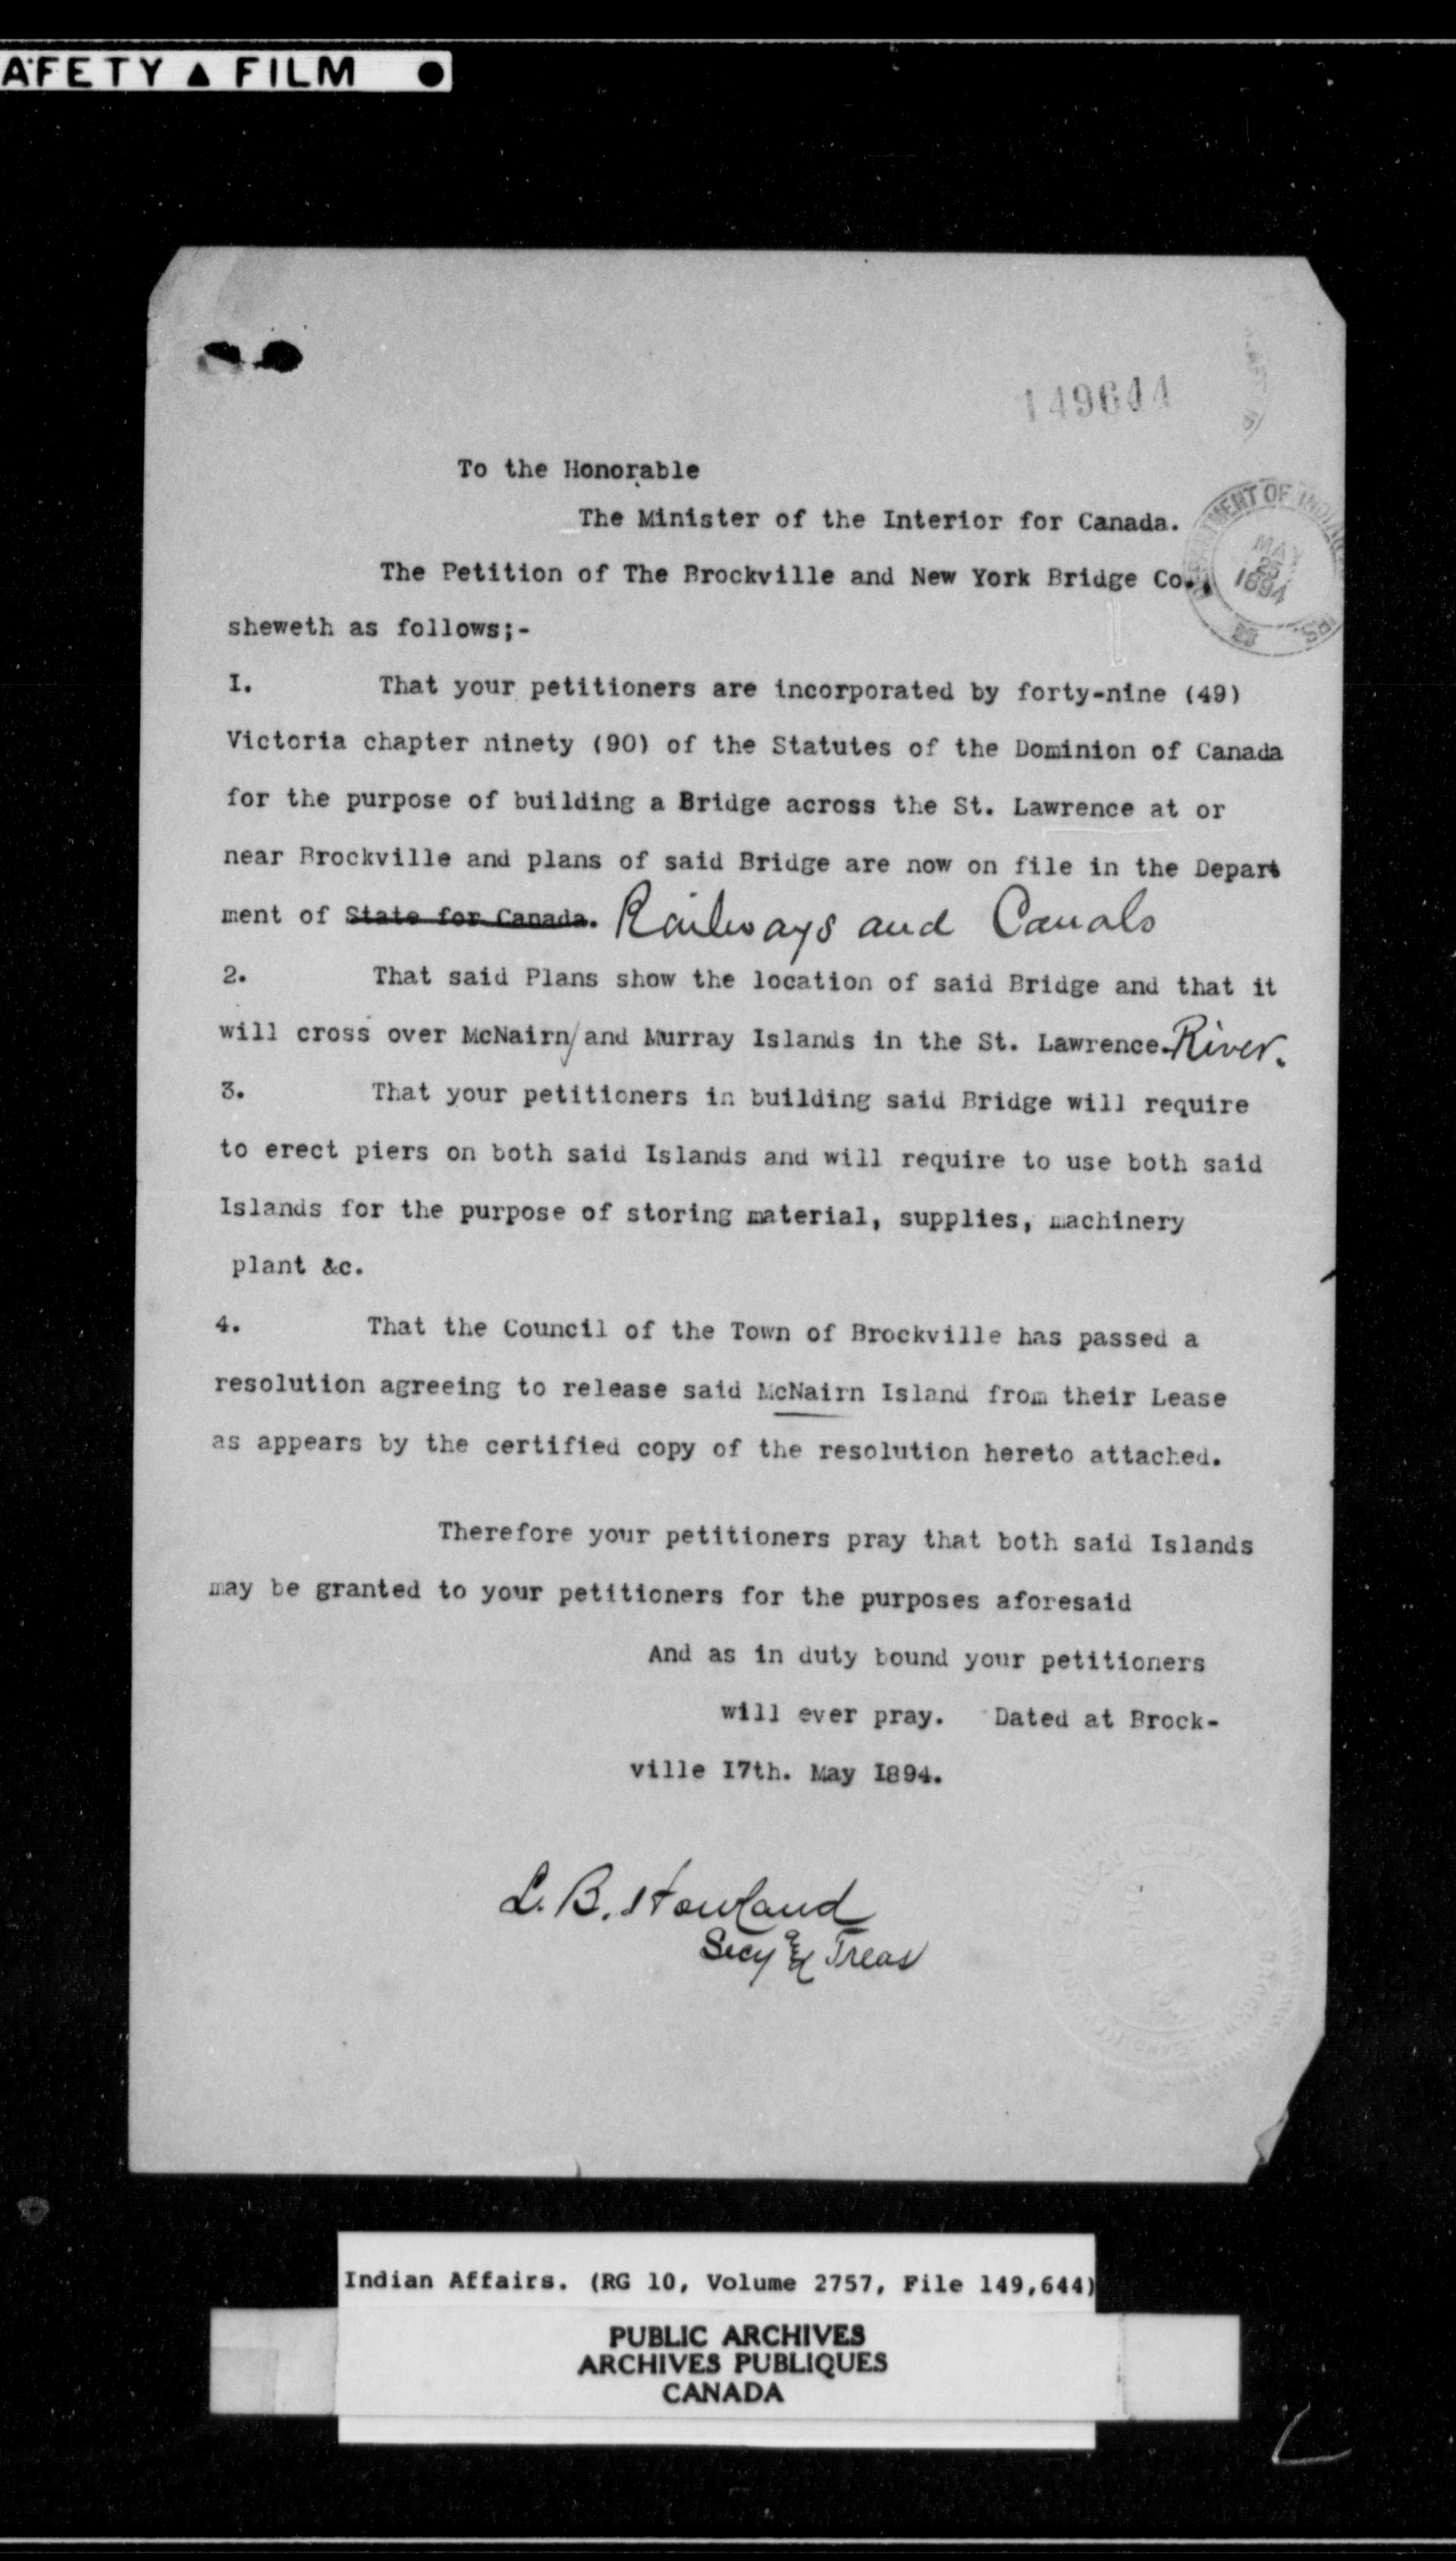 AFETY ▲ FILM ●
149644
To the Honorable
The Minister of the Interior for Canada.
MAY
25
1894
The Petition of The Brockville and New York Bridge Co.,
sheweth as follows;-
I. That your petitioners are incorporated by forty-nine (49)
Victoria chapter ninety (90) of the Statutes of the Dominion of Canada
for the purpose of building a Bridge across the St. Lawrence at or
near Brockville and plans of said Bridge are now on file in the Depart
ment of State for Canada. Railways and Canals
2. That said Plans show the location of said Bridge and that it
will cross over McNairn/and Murray Islands in the St. Lawrence.River.
3. That your petitioners in building said Bridge will require
to erect piers on both said Islands and will require to use both said
Islands for the purpose of storing material, supplies, machinery
plant &c.
4. That the Council of the Town of Brockville has passed a
resolution agreeing to release said McNairn Island from their Lease
as appears by the certified copy of the resolution hereto attached.
Therefore your petitioners pray that both said Islands
may be granted to your petitioners for the purposes aforesaid
And as in duty bound your petitioners
will ever pray. Dated at Brock-
ville I7th. May I894.
L. B. Howland
Secy & Treas
Indian Affairs. (RG 10, Volume 2757, File 149,644)
PUBLIC ARCHIVES
ARCHIVES PUBLIQUES
CANADA